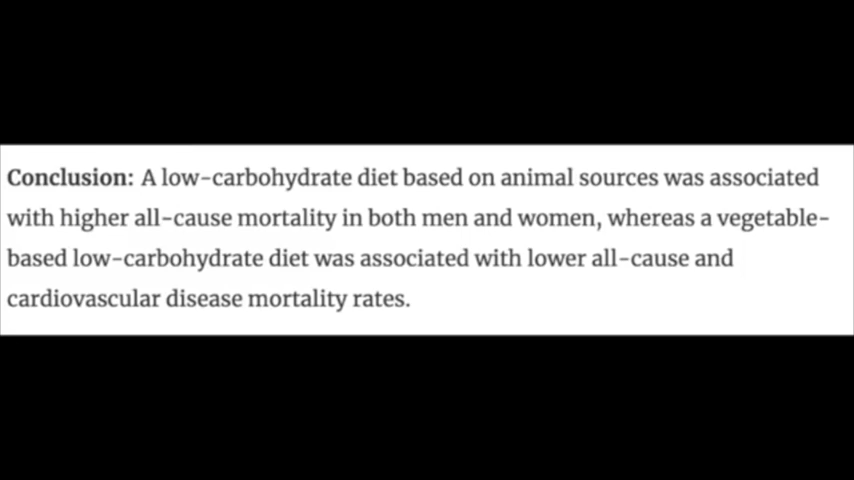 Conclusion: A low-carbohydrate diet based on animal sources was associated
with higher all-cause mortality in both men and women, whereas a vegetable-
based low-carbohydrate diet was associated with lower all-cause and
cardiovascular disease mortality rates.